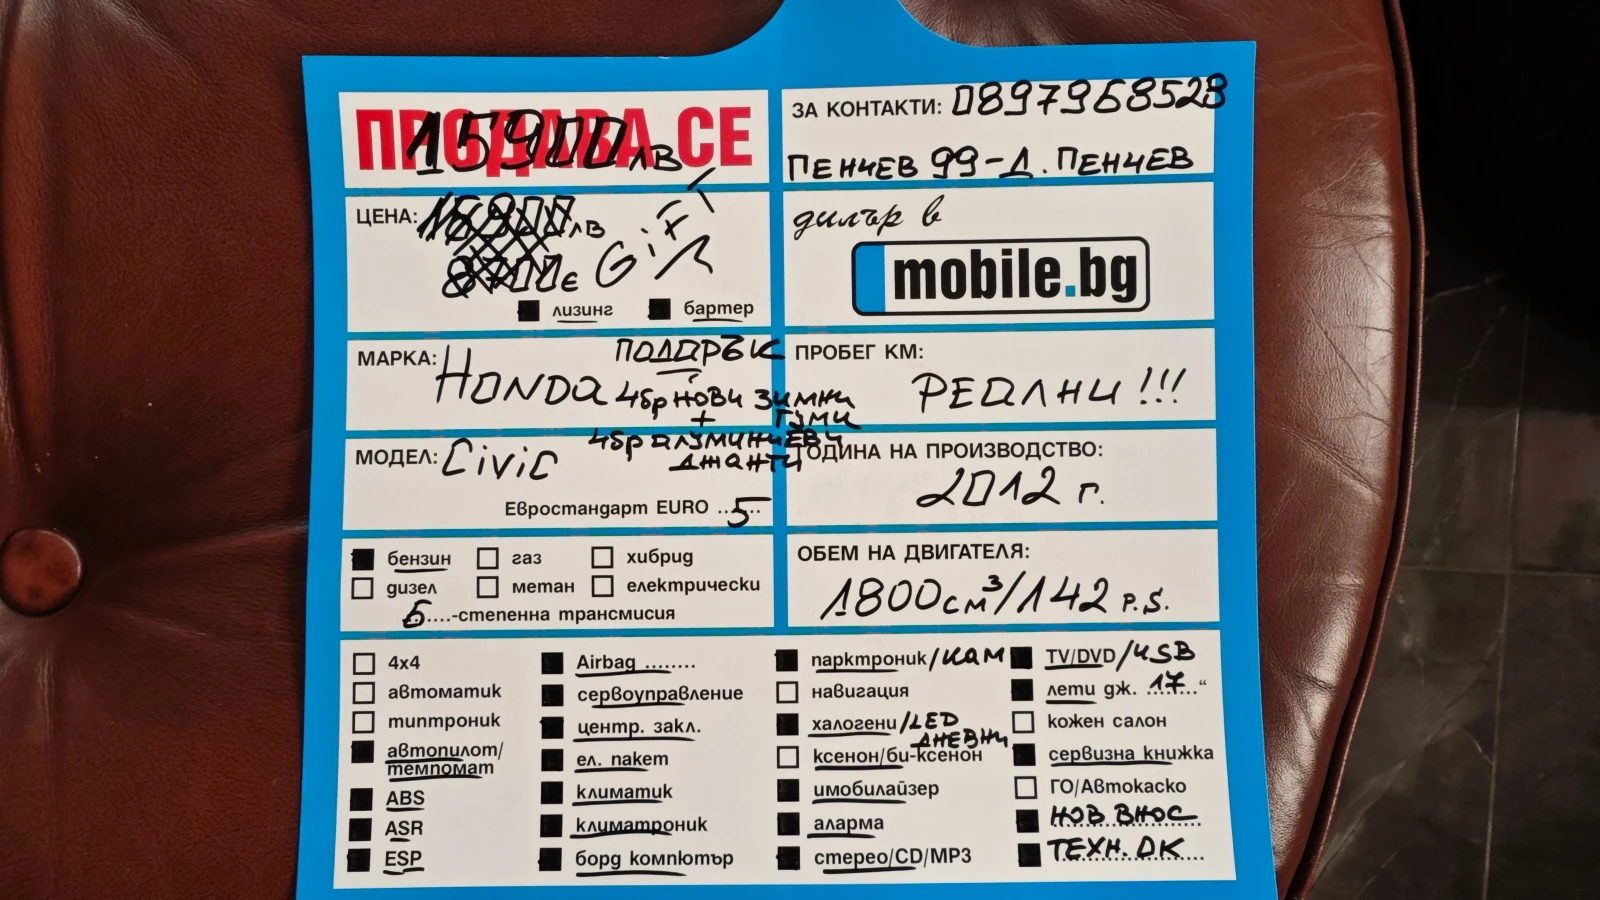 ПРОДАВА СЕ
15900лв
ЦЕНА: 16900лв
8700€ GiFT
лизинг бартер
МАРКА: HONDa
ПОДАРЪК
4бр НОВИ ЗИМНИ
+ ГУМИ
4бр алуМИНИЕВИ
ДЖАНТИ
МОДЕЛ: Civic
Евростандарт EURO ..5..
бензин газ хибрид
дизел метан електрически
6....-степенна трансмисия
ЗА КОНТАКТИ: 0897968523
ПЕНЧЕВ 99-Д. ПЕНЧЕВ
дилър в
mobile.bg
ПРОБЕГ КМ:
РЕАЛНИ!!!
ГОДИНА НА ПРОИЗВОДСТВО:
2012 г.
ОБЕМ НА ДВИГАТЕЛЯ:
1800см³/142 P.S.
4x4
автоматик
типтроник
автопилот/
темпомат
ABS
ASR
ESP
Airbag ........
сервоуправление
центр. закл.
ел. пакет
климатик
климатроник
борд компютър
парктроник/КАМ
навигация
халогени/LED
ДНЕВНИ
ксенон/би-ксенон
имобилайзер
аларма
стерео/CD/MP3
TV/DVD/USB
лети дж. .17...“
кожен салон
сервизна книжка
ГО/Автокаско
НОВ ВНОС
ТЕХН. ОК